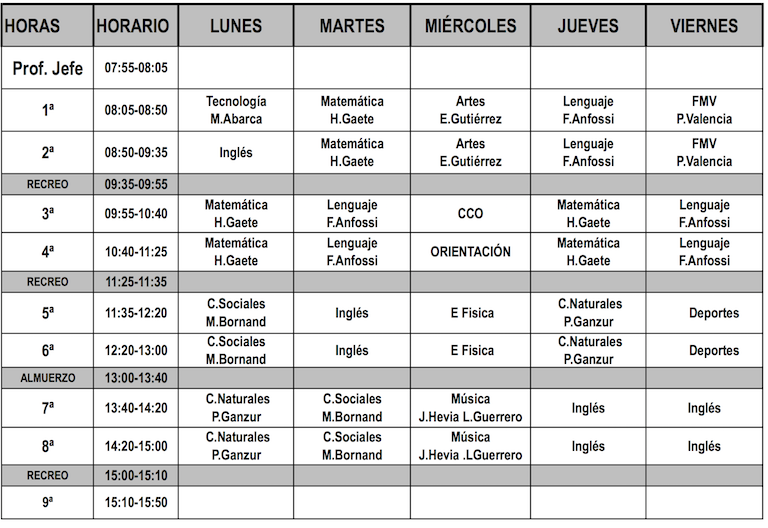 HORAS HORARIO LUNES MARTES MIÉRCOLES JUEVES VIERNES
Prof. Jefe 07:55-08:05
1ª 08:05-08:50 Tecnología M.Abarca Matemática H.Gaete Artes E.Gutiérrez Lenguaje F.Anfossi FMV P.Valencia
2ª 08:50-09:35 Inglés Matemática H.Gaete Artes E.Gutiérrez Lenguaje F.Anfossi FMV P.Valencia
RECREO 09:35-09:55
3ª 09:55-10:40 Matemática H.Gaete Lenguaje F.Anfossi CCO Matemática H.Gaete Lenguaje F.Anfossi
4ª 10:40-11:25 Matemática H.Gaete Lenguaje F.Anfossi ORIENTACIÓN Matemática H.Gaete Lenguaje F.Anfossi
RECREO 11:25-11:35
5ª 11:35-12:20 C.Sociales M.Bornand Inglés E Fisica C.Naturales P.Ganzur Deportes
6ª 12:20-13:00 C.Sociales M.Bornand Inglés E Fisica C.Naturales P.Ganzur Deportes
ALMUERZO 13:00-13:40
7ª 13:40-14:20 C.Naturales P.Ganzur C.Sociales M.Bornand Música J.Hevia L.Guerrero Inglés Inglés
8ª 14:20-15:00 C.Naturales P.Ganzur C.Sociales M.Bornand Música J.Hevia .LGuerrero Inglés Inglés
RECREO 15:00-15:10
9ª 15:10-15:50